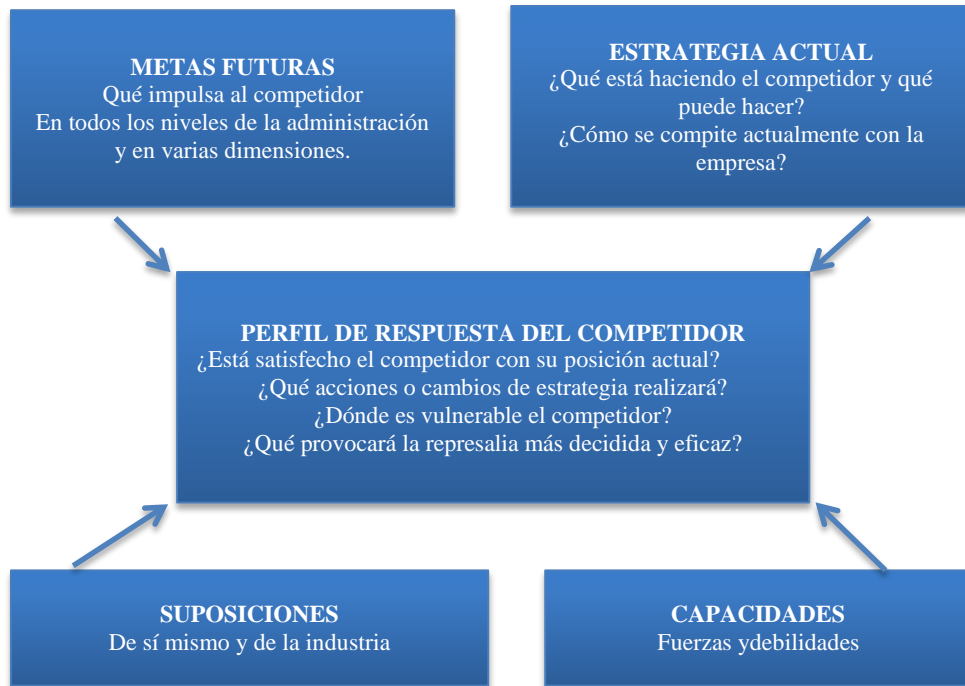 METAS FUTURAS
Qué impulsa al competidor
En todos los niveles de la administración
y en varias dimensiones.
ESTRATEGIA ACTUAL
¿Qué está haciendo el competidor y qué
puede hacer?
¿Cómo se compite actualmente con la
empresa?
PERFIL DE RESPUESTA DEL COMPETIDOR
¿Está satisfecho el competidor con su posición actual?
¿Qué acciones o cambios de estrategia realizará?
¿Dónde es vulnerable el competidor?
¿Qué provocará la represalia más decidida y eficaz?
SUPOSICIONES
De sí mismo y de la industria
CAPACIDADES
Fuerzas ydebilidades